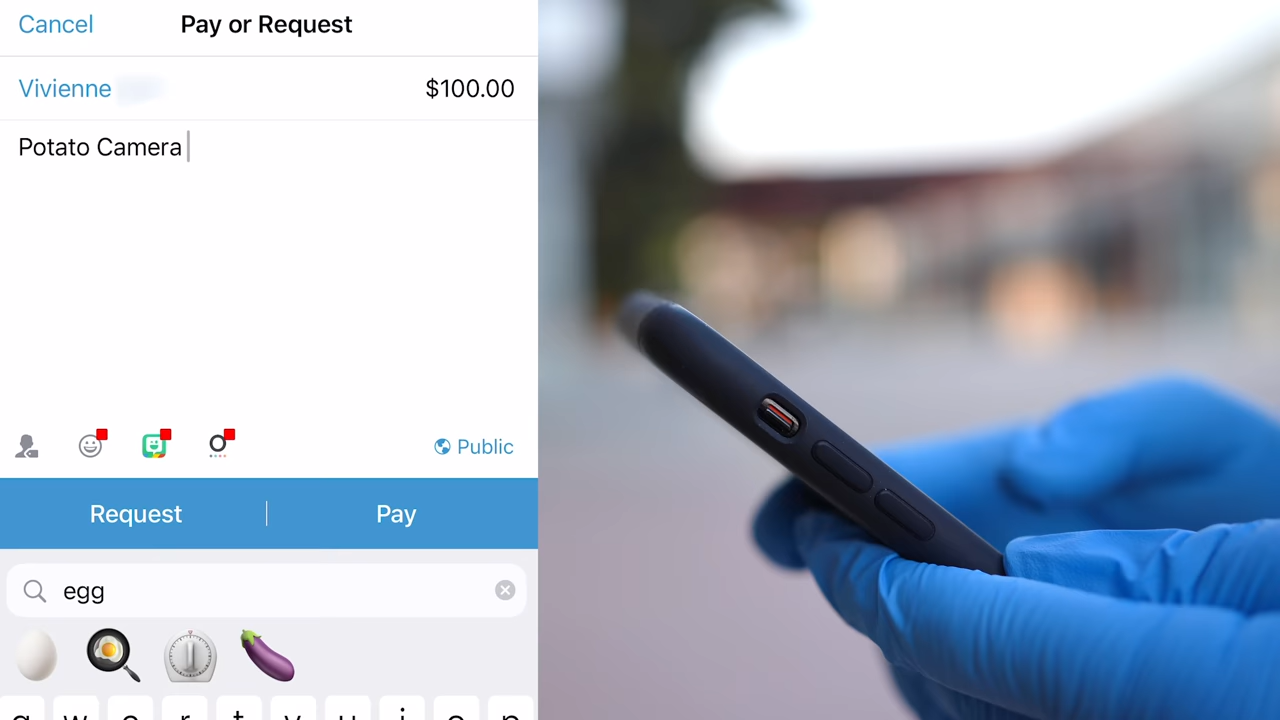 Cancel
Pay or Request
Vivienne
$100.00
Potato Camera
Public
Request
Pay
egg